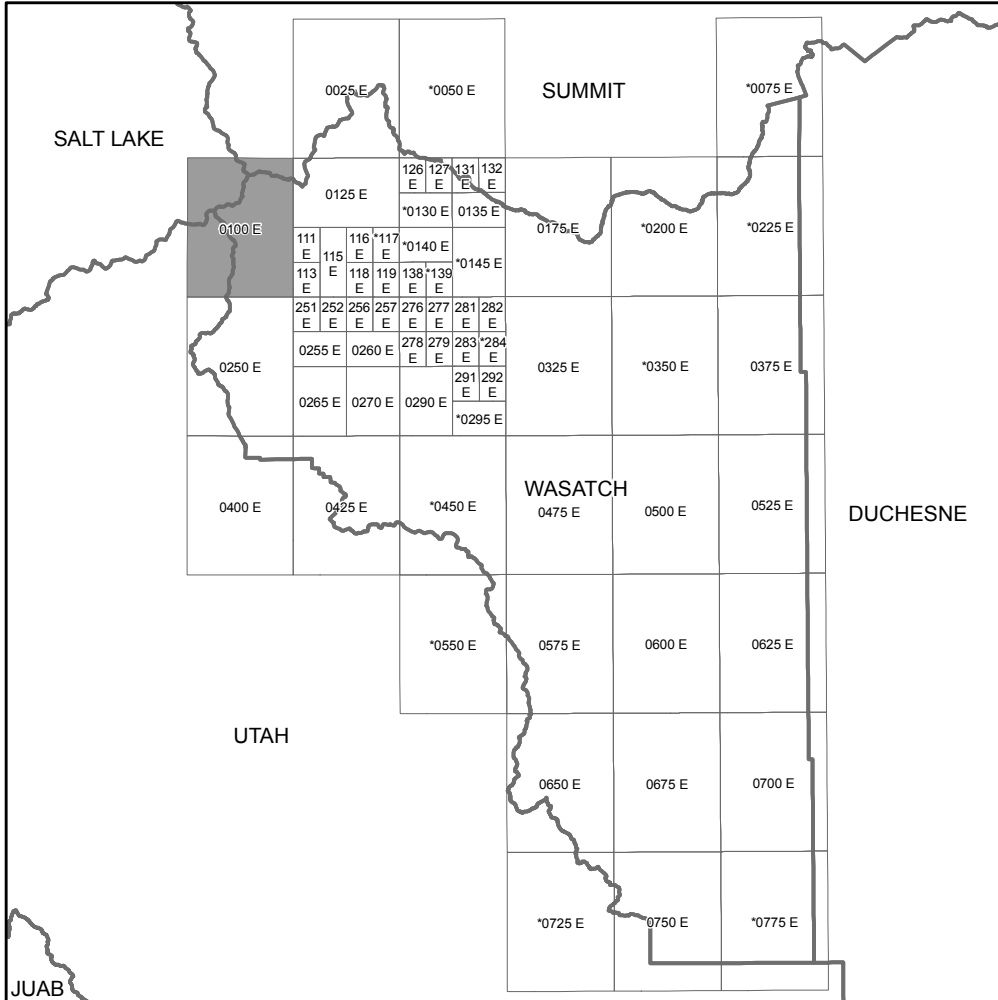 0025 E
*0050 E
SUMMIT
*0075 E
SALT LAKE
0100 E
0125 E
126
E
127
E
131
E
132
E
*0130 E
0135 E
0175 E
*0200 E
*0225 E
111
E
115
E
116
E
*117
E
*0140 E
*0145 E
113
E
118
E
119
E
138
E
*139
E
251
E
252
E
256
E
257
E
276
E
277
E
281
E
282
E
0250 E
0255 E
0260 E
278
E
279
E
283
E
*284
E
0325 E
*0350 E
0375 E
0265 E
0270 E
0290 E
291
E
292
E
*0295 E
WASATCH
0400 E
0425 E
*0450 E
0475 E
0500 E
0525 E
DUCHESNE
*0550 E
0575 E
0600 E
0625 E
UTAH
0650 E
0675 E
0700 E
*0725 E
0750 E
*0775 E
JUAB